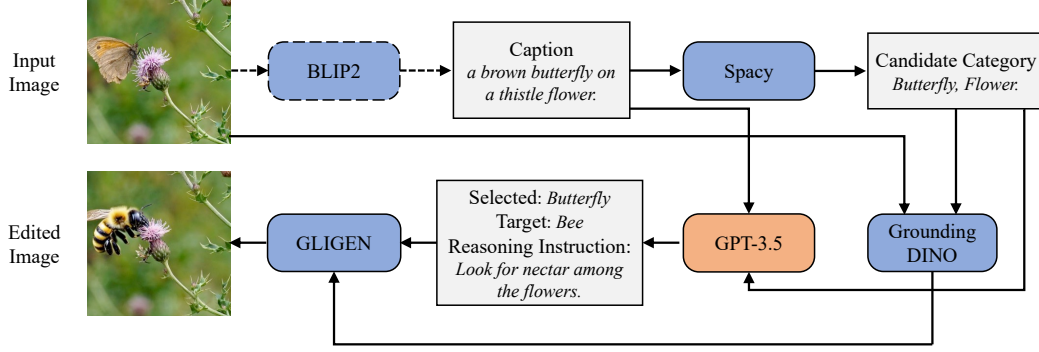 Input
Image
BLIP2
Caption
a brown butterfly on
a thistle flower.
Spacy
Candidate Category
Butterfly, Flower.
Edited
Image
GLIGEN
Selected: Butterfly
Target: Bee
Reasoning Instruction:
Look for nectar among
the flowers.
GPT-3.5
Grounding
DINO